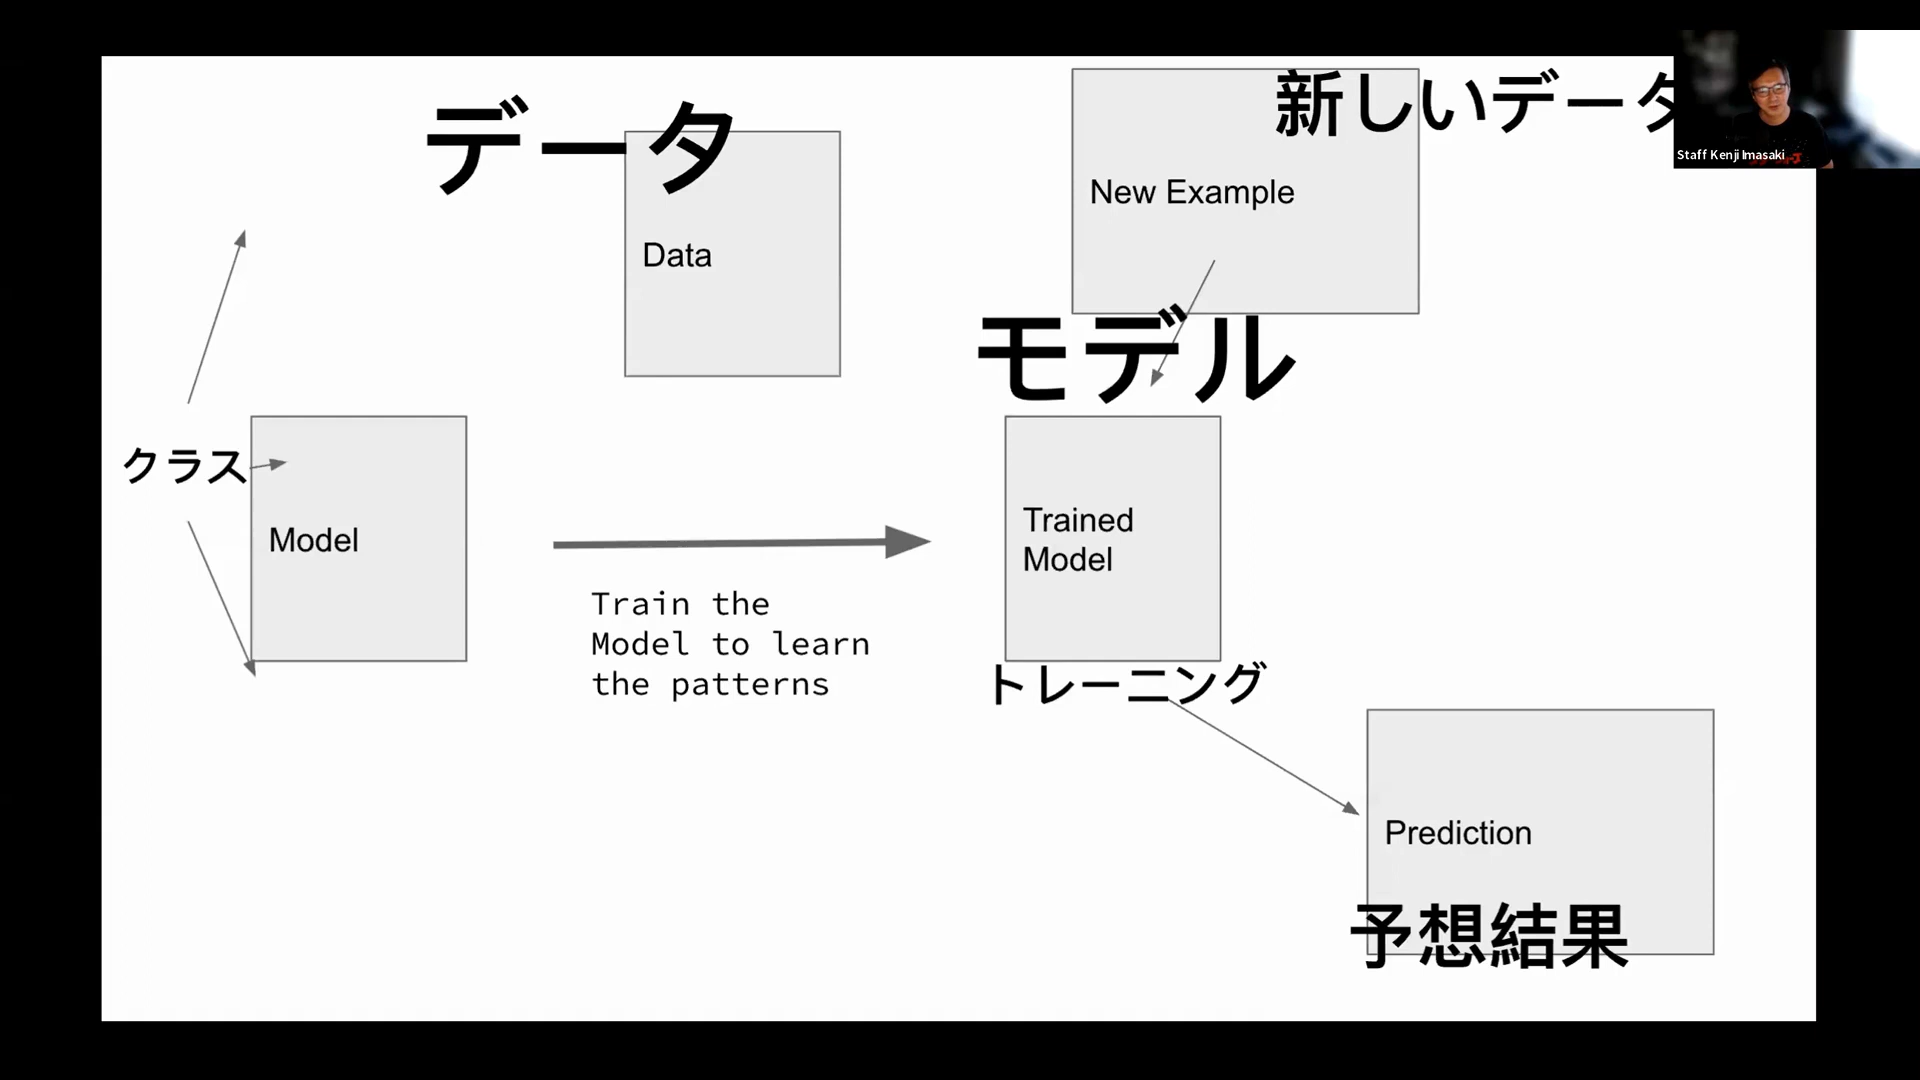 データ
Data
新しいデータ
New Example
Staff Kenji Imasaki
モデル
クラス
Model
Train the
Model to learn
the patterns
Trained
Model
トレーニング
Prediction
予想結果